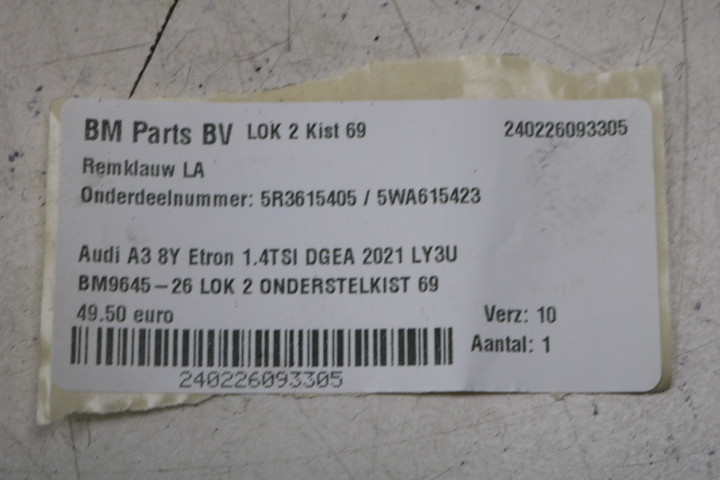 BM Parts BV LOK 2 Kist 69 240226093305
Remklauw LA
Onderdeelnummer: 5R3615405 / 5WA615423
Audi A3 8Y Etron 1.4TSI DGEA 2021 LY3U
BM9645-26 LOK 2 ONDERSTELKIST 69
49.50 euro Verz: 10
Aantal: 1
240226093305